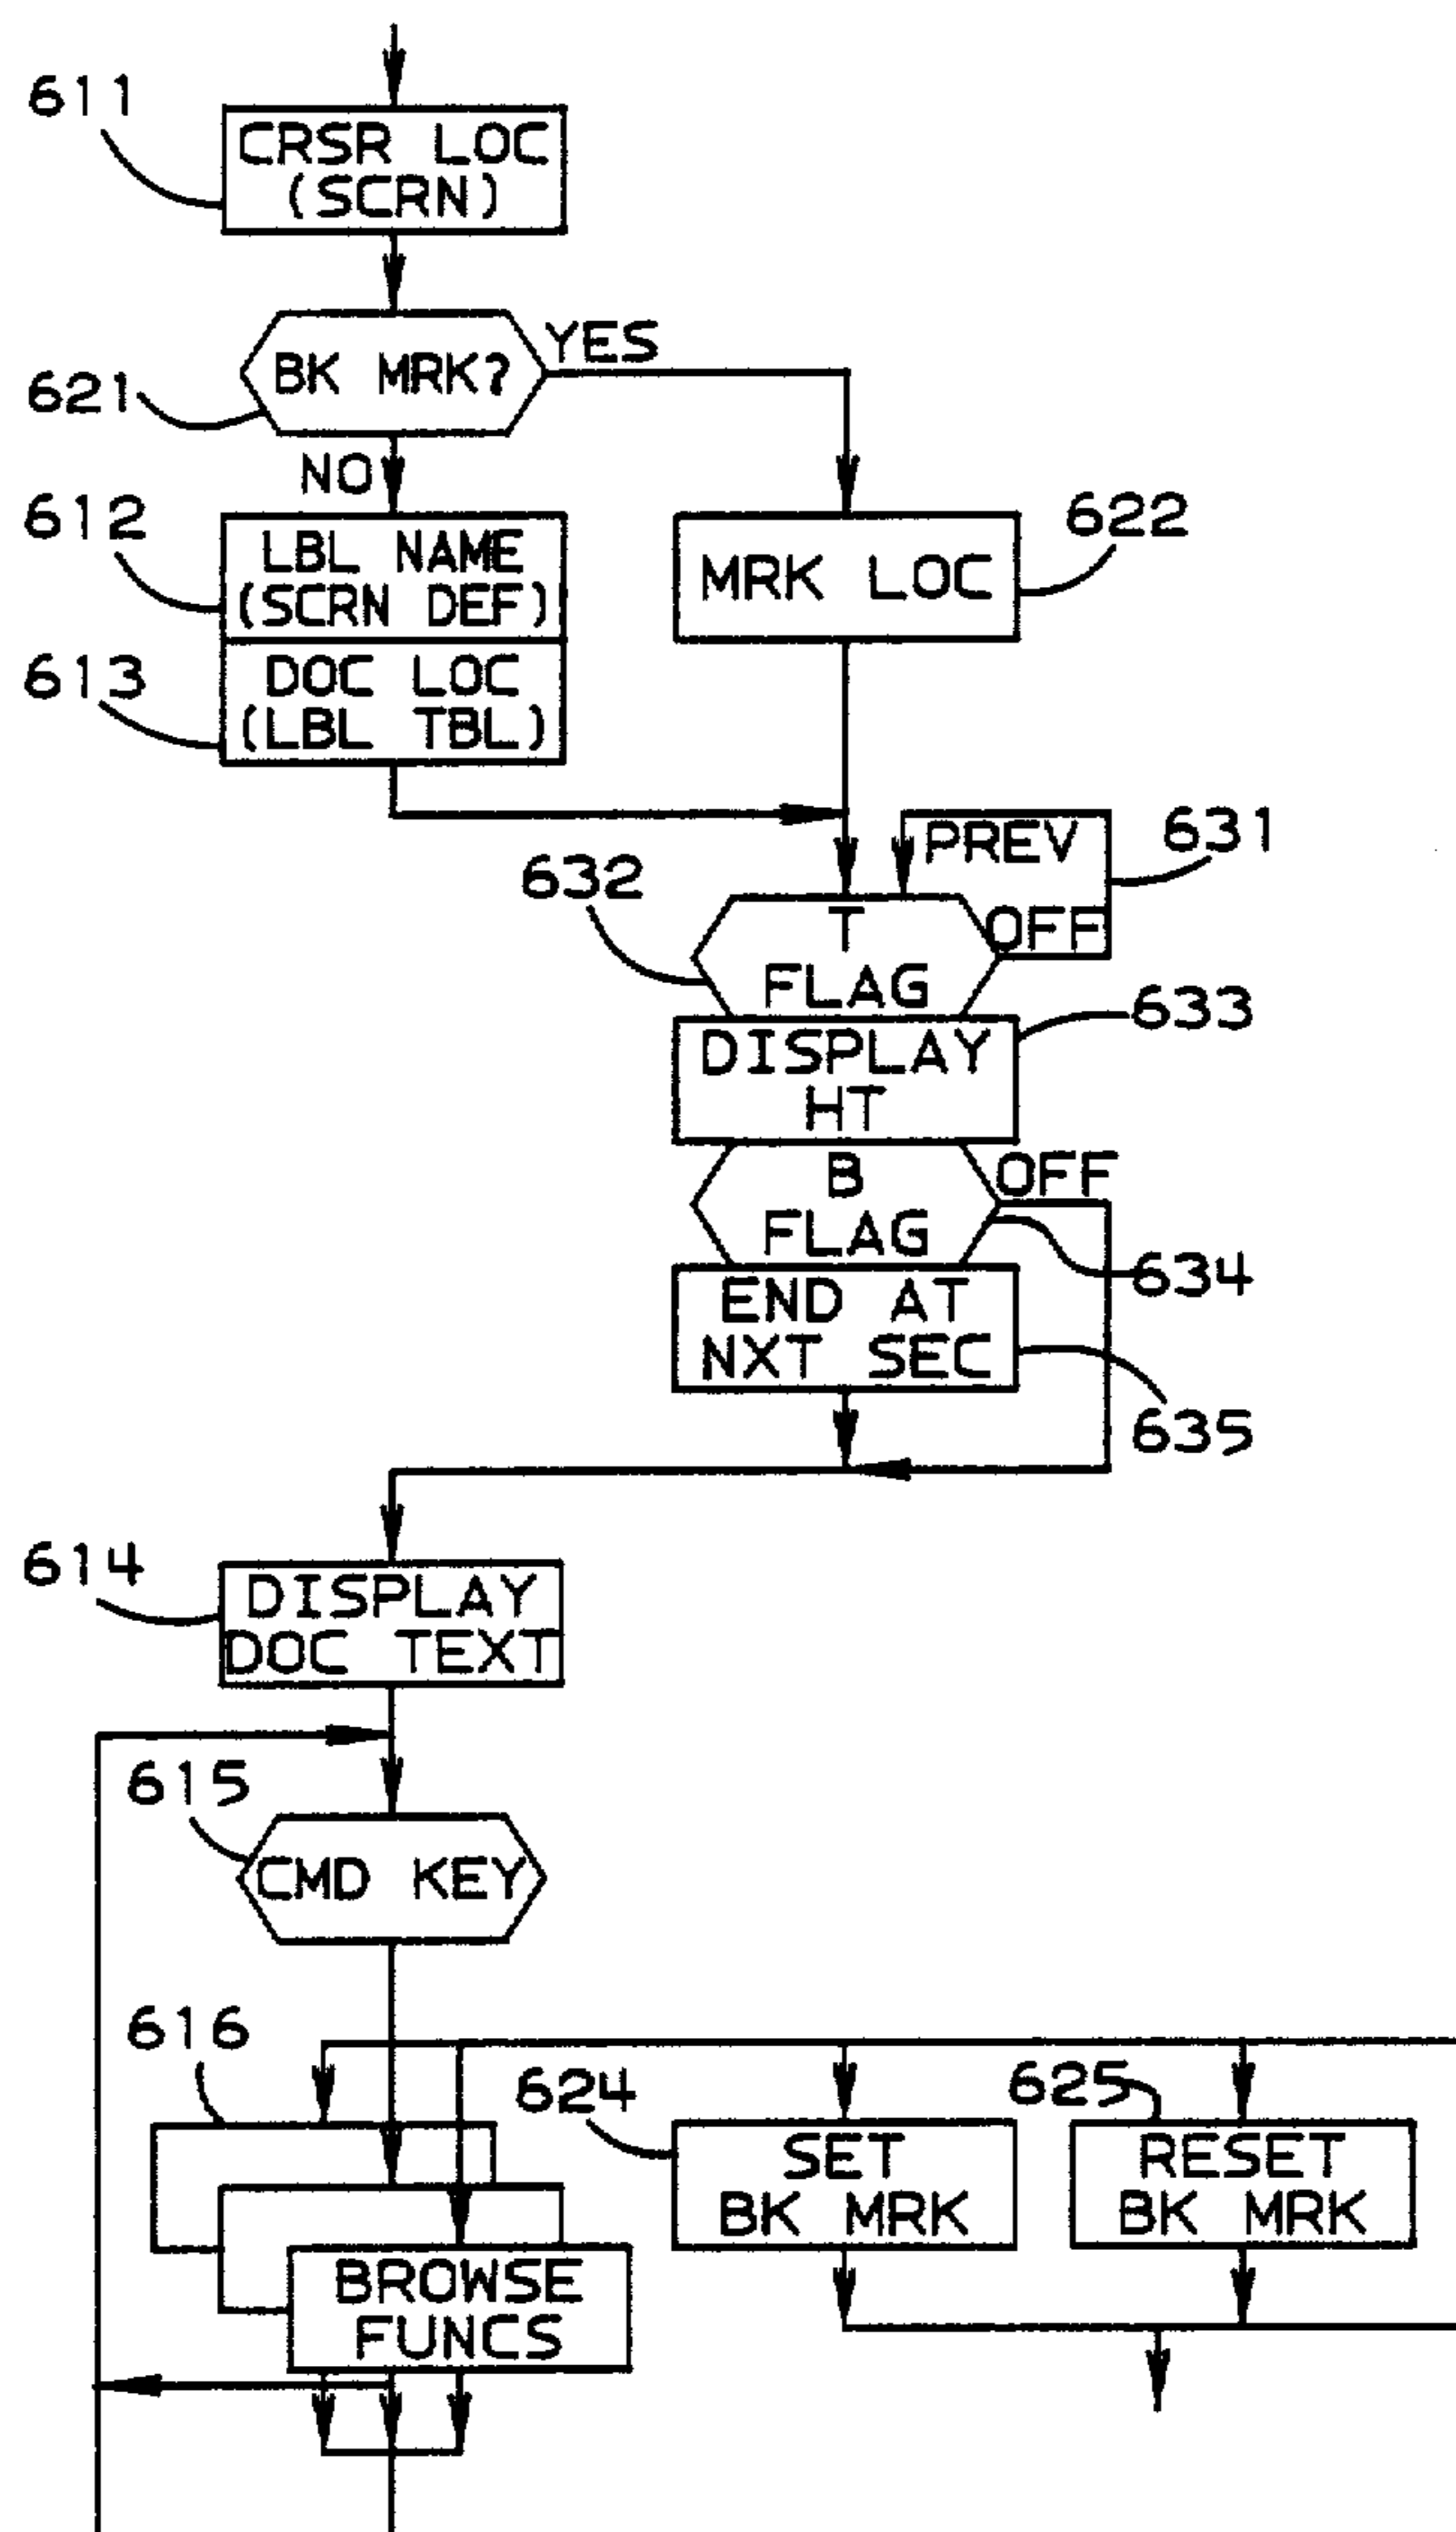 611
CRSR LOC
(SCRN)
BK MRK?
YES
621
NO
612
LBL NAME
(SCRN DEF)
622
MRK LOC
613
DOC LOC
(LBL TBL)
631
PREV
632
T
FLAG
OFF
633
DISPLAY
HT
B
FLAG
OFF
634
END AT
NXT SEC
635
614
DISPLAY
DOC TEXT
615
CMD KEY
616
BROWSE
FUNCS
624
SET
BK MRK
625
RESET
BK MRK